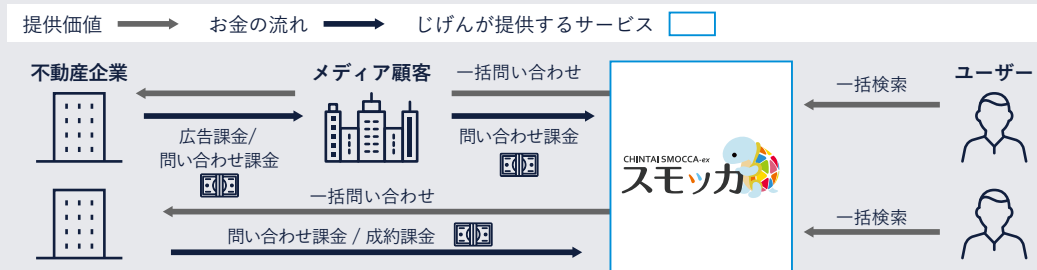 提供価値
お金の流れ
じげんが提供するサービス
不動産企業
メディア顧客
一括問い合わせ
一括検索
ユーザー
広告課金/
問い合わせ課金
問い合わせ課金
CHINTAI SMOCCA-ex
スモッカ
一括問い合わせ
一括検索
問い合わせ課金 / 成約課金